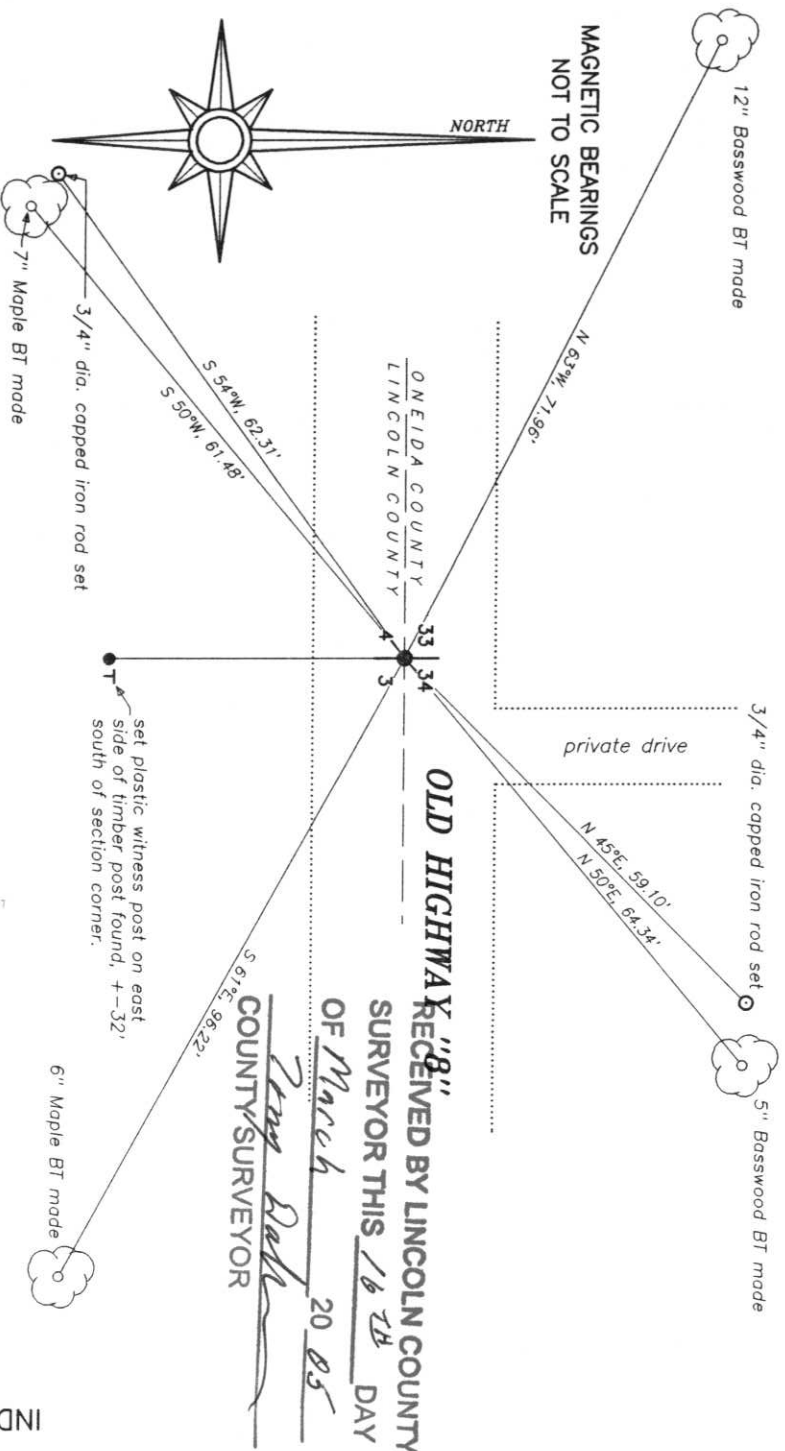 12" Basswood BT made
MAGNETIC BEARINGS
NOT TO SCALE
NORTH
N 63°W, 71.96'
3/4" dia. capped iron rod set
private drive
N 45°E, 59.10'
N 50°E, 64.34'
5" Basswood BT made
ONEIDA COUNTY
LINCOLN COUNTY
33
34
4
3
OLD HIGHWAY "8"
S 54°W, 62.31'
S 50°W, 61.48'
3/4" dia. capped iron rod set
7" Maple BT made
T
set plastic witness post on east
side of timber post found, +-32'
south of section corner.
S 61°E, 96.22'
6" Maple BT made
RECEIVED BY LINCOLN COUNTY
SURVEYOR THIS 16TH DAY
OF March 2005
COUNTY SURVEYOR
IND